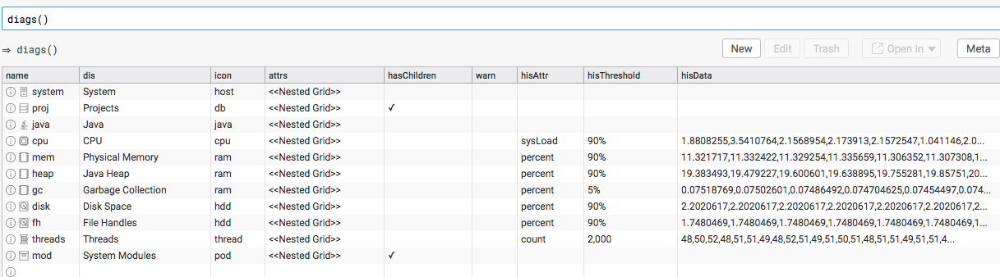 diags()
⇒ diags() New Edit Trash Open In Meta
name dis icon attrs hasChildren warn hisAttr hisThreshold hisData
system System host <<Nested Grid>>
proj Projects db <<Nested Grid>> ✓
java Java java <<Nested Grid>>
cpu CPU cpu <<Nested Grid>> sysLoad 90% 1.8808255,3.5410764,2.1568954,2.173913,2.1572547,1.041146,2.0...
mem Physical Memory ram <<Nested Grid>> percent 90% 11.321717,11.332422,11.329254,11.335659,11.306352,11.307308,1...
heap Java Heap ram <<Nested Grid>> percent 90% 19.383493,19.479227,19.600601,19.638895,19.755281,19.85751,20...
gc Garbage Collection ram <<Nested Grid>> percent 5% 0.07518769,0.07502601,0.07486492,0.074704625,0.07454497,0.074...
disk Disk Space hdd <<Nested Grid>> percent 90% 2.2020617,2.2020617,2.2020617,2.2020617,2.2020617,2.2020617,2...
fh File Handles hdd <<Nested Grid>> percent 90% 1.7480469,1.7480469,1.7480469,1.7480469,1.7480469,1.7480469,1...
threads Threads thread <<Nested Grid>> count 2,000 48,50,52,48,51,51,49,48,52,51,49,51,50,51,48,51,51,49,51,51,4...
mod System Modules pod <<Nested Grid>> ✓